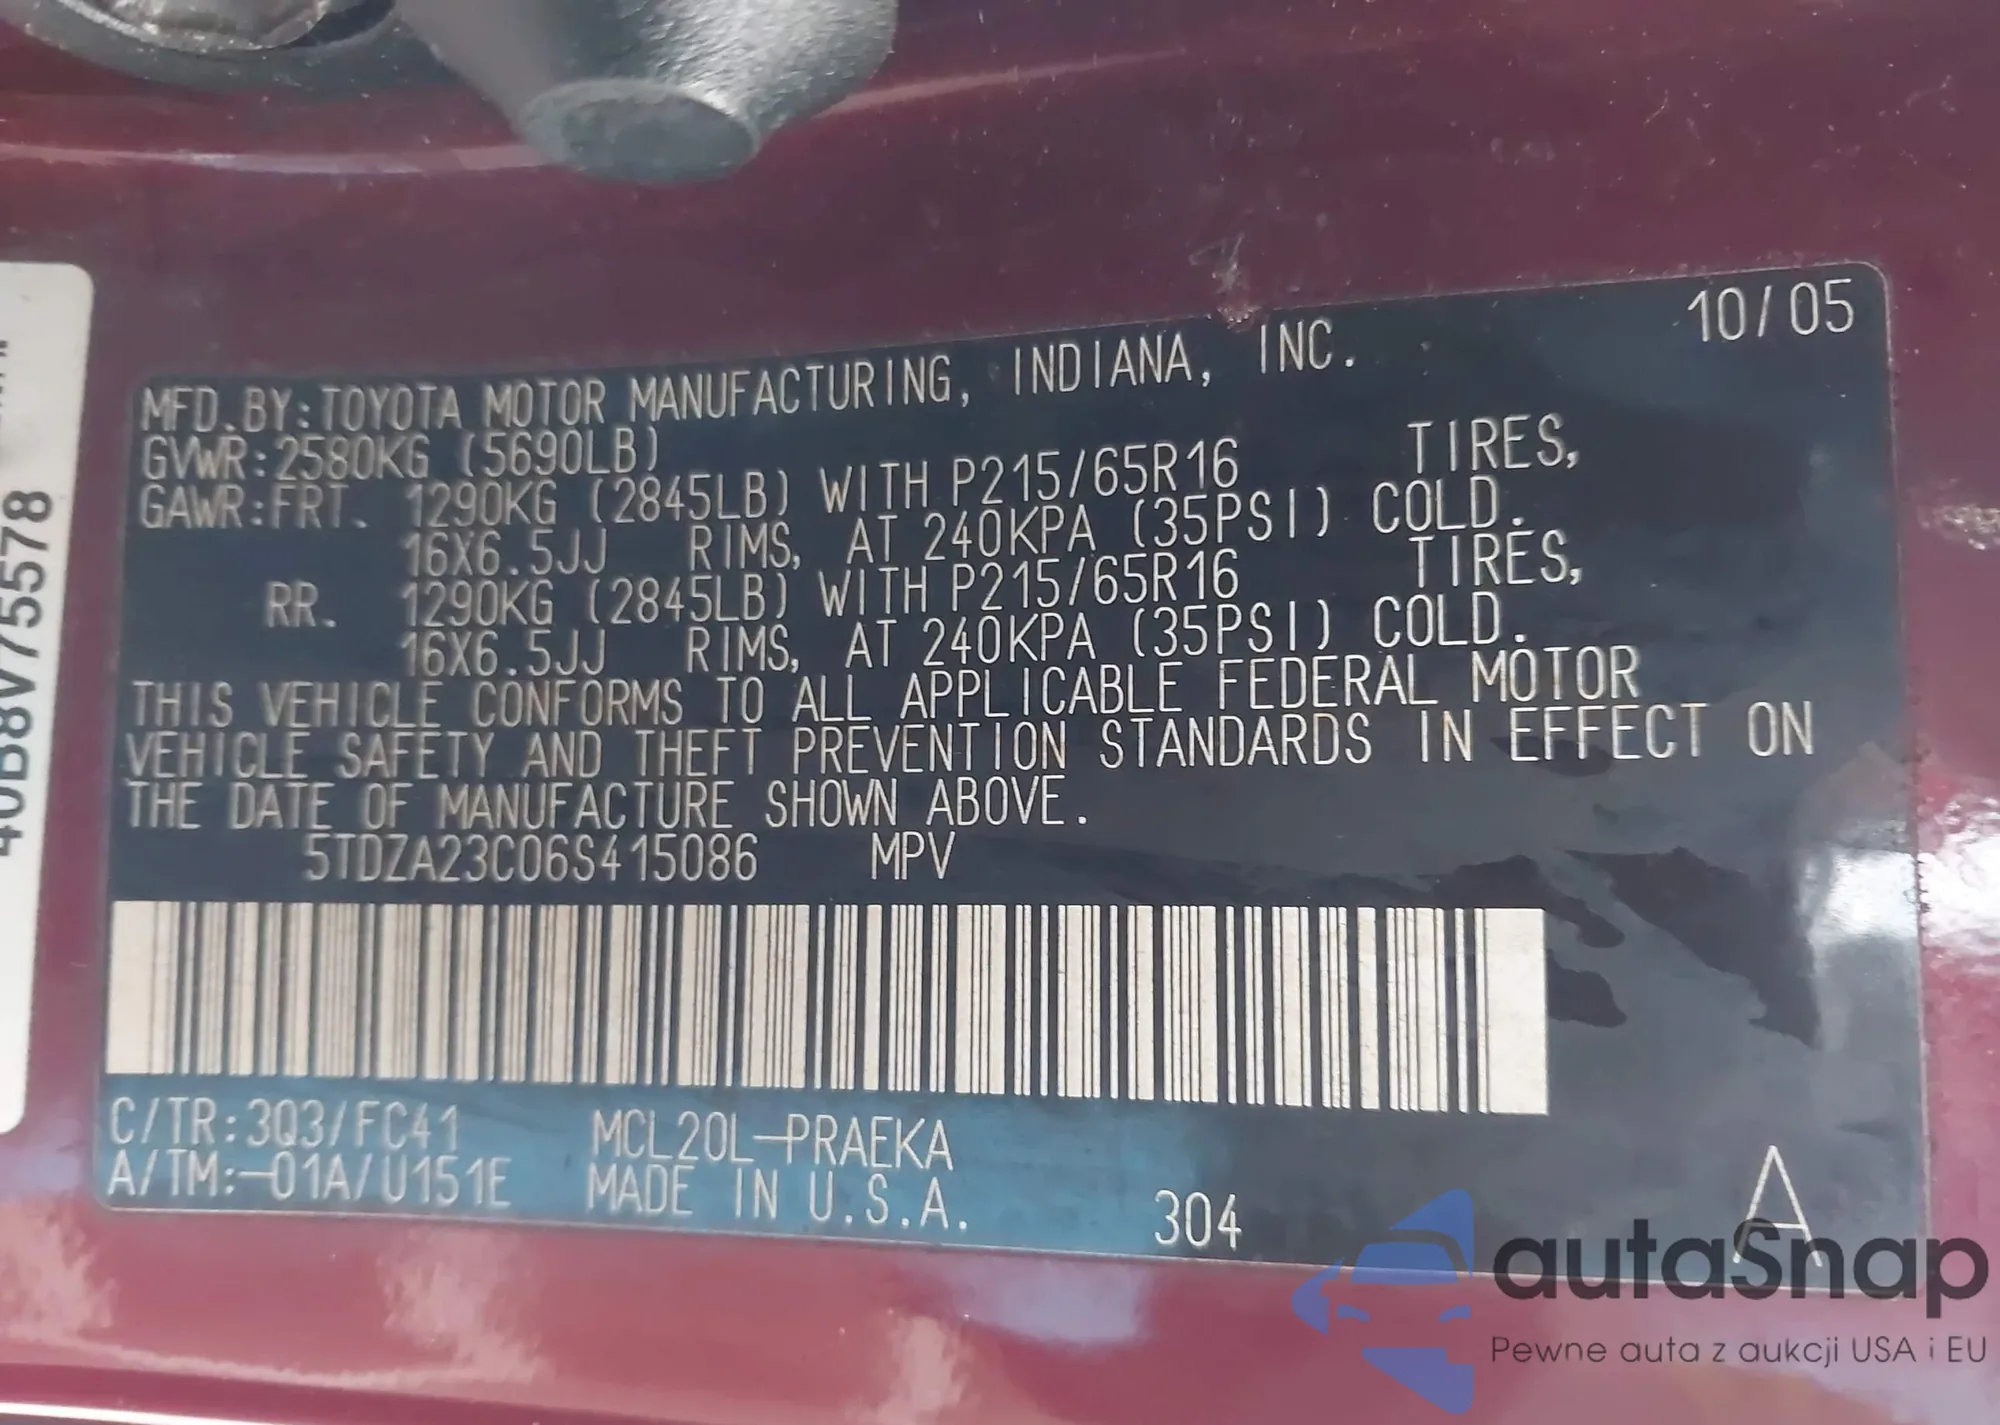 10/05
MFD.BY:TOYOTA MOTOR MANUFACTURING, INDIANA, INC.
GVWR:2580KG (5690LB)
GAWR:FRT. 1290KG (2845LB) WITH P215/65R16 TIRES,
16X6.5JJ RIMS, AT 240KPA (35PSI) COLD.
RR. 1290KG (2845LB) WITH P215/65R16 TIRES,
16X6.5JJ RIMS, AT 240KPA (35PSI) COLD.
THIS VEHICLE CONFORMS TO ALL APPLICABLE FEDERAL MOTOR
VEHICLE SAFETY AND THEFT PREVENTION STANDARDS IN EFFECT ON
THE DATE OF MANUFACTURE SHOWN ABOVE.
5TDZA23C06S415086 MPV
C/TR:3Q3/FC41 MCL20L-PRAEKA
A/TM:-01A/U151E MADE IN U.S.A. 304 A
40B8V75578
autaSnap
Pewne auta z aukcji USA i EU